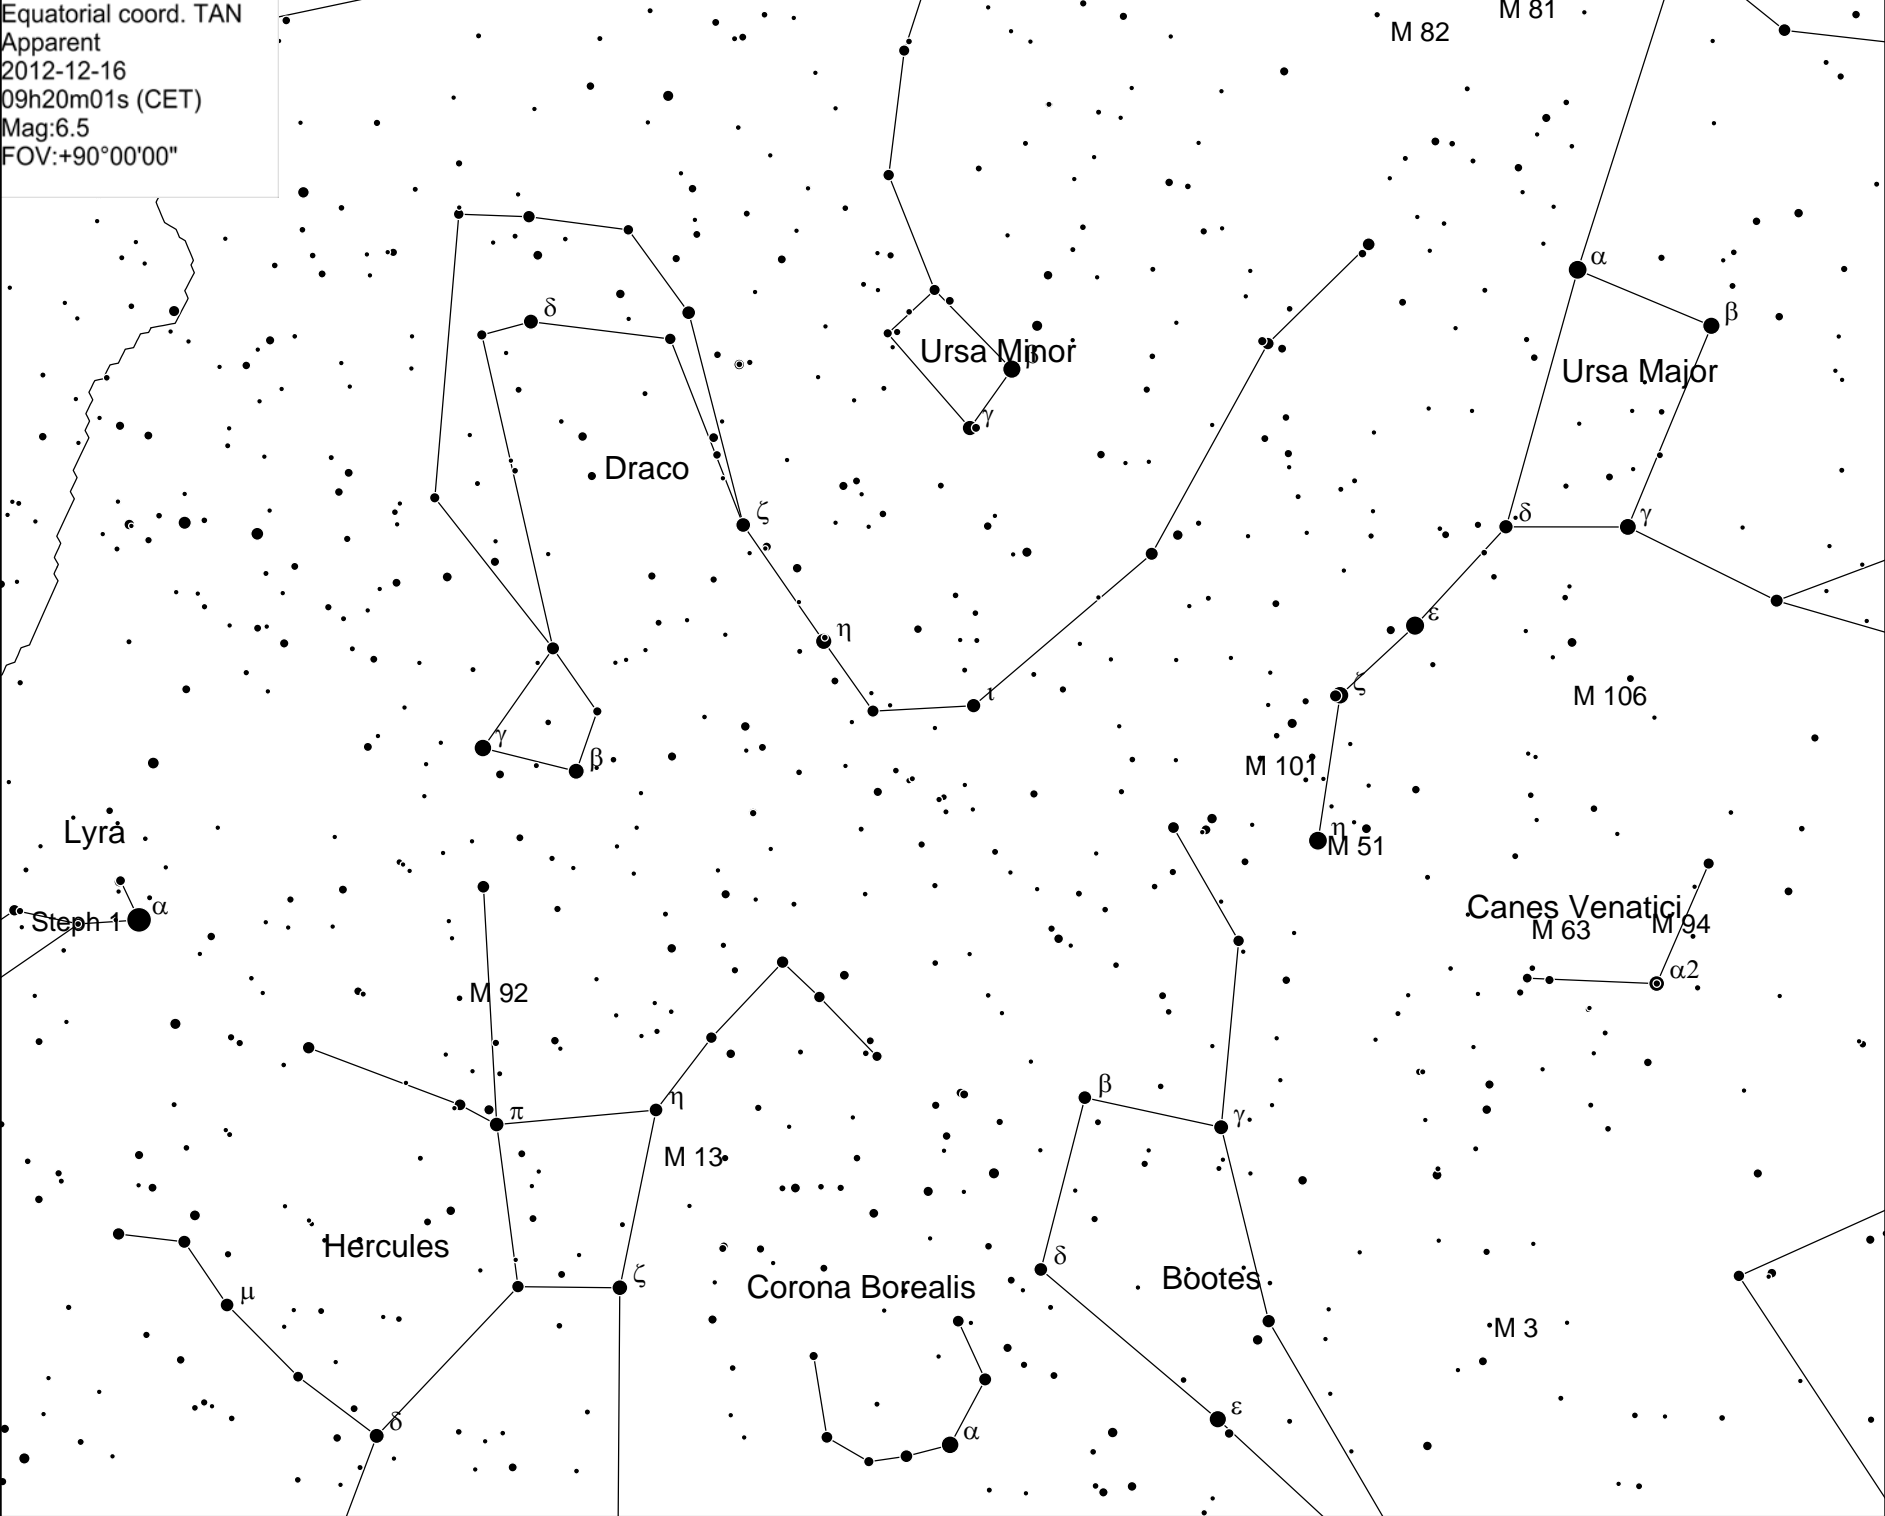 Equatorial coord. TAN
Apparent
2012-12-16
09h20m01s (CET)
Mag:6.5
FOV:+90°00'00"
M 81
M 82
α
β
δ
Ursa Minor
β
Ursa Major
γ
Draco
ζ
δ
γ
ε
η
ζ
ι
M 106
γ
β
M 101
Lyra
η
M 51
α
Steph 1
Canes Venatici
M 63
M 94
α2
M 92
π
η
β
γ
M 13
Hercules
ζ
δ
Corona Borealis
Bootes
μ
M 3
δ
α
ε